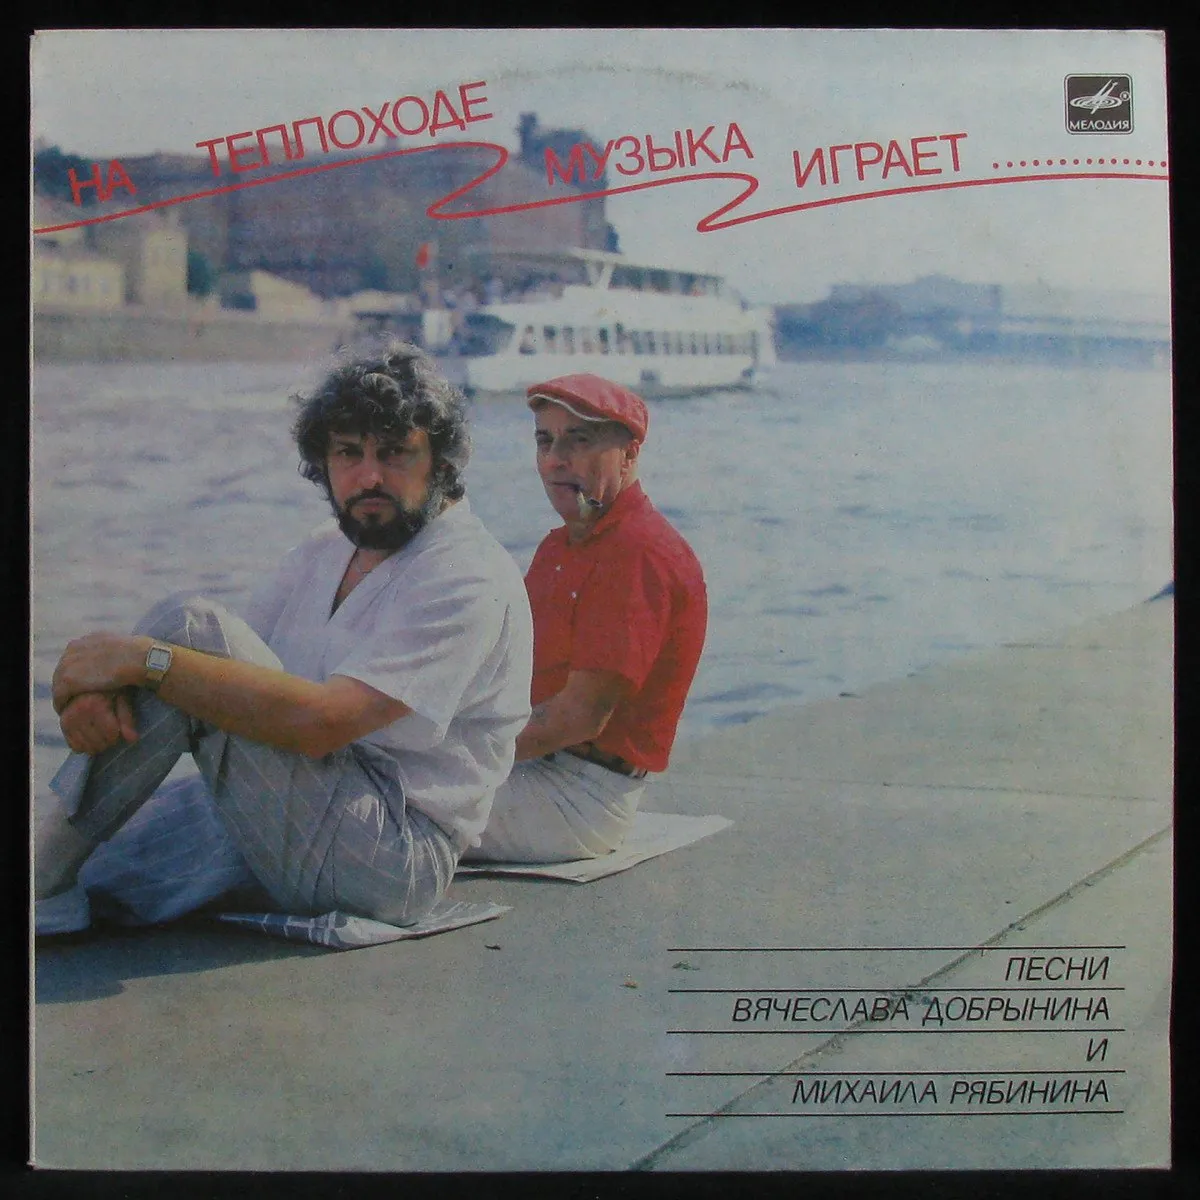 НА ТЕПЛОХОДЕ МУЗЫКА ИГРАЕТ
МЕЛОДИЯ
ПЕСНИ
ВЯЧЕСЛАВА ДОБРЫНИНА
И
МИХАИЛА РЯБИНИНА